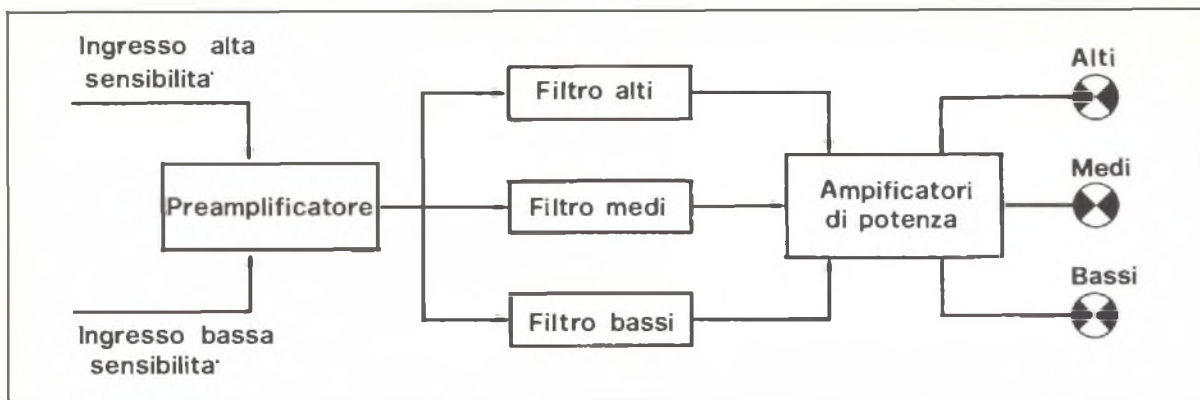 Ingresso alta
sensibilita'
Preamplificatore
Ingresso bassa
sensibilita'
Filtro alti
Filtro medi
Filtro bassi
Ampificatori
di potenza
Alti
Medi
Bassi